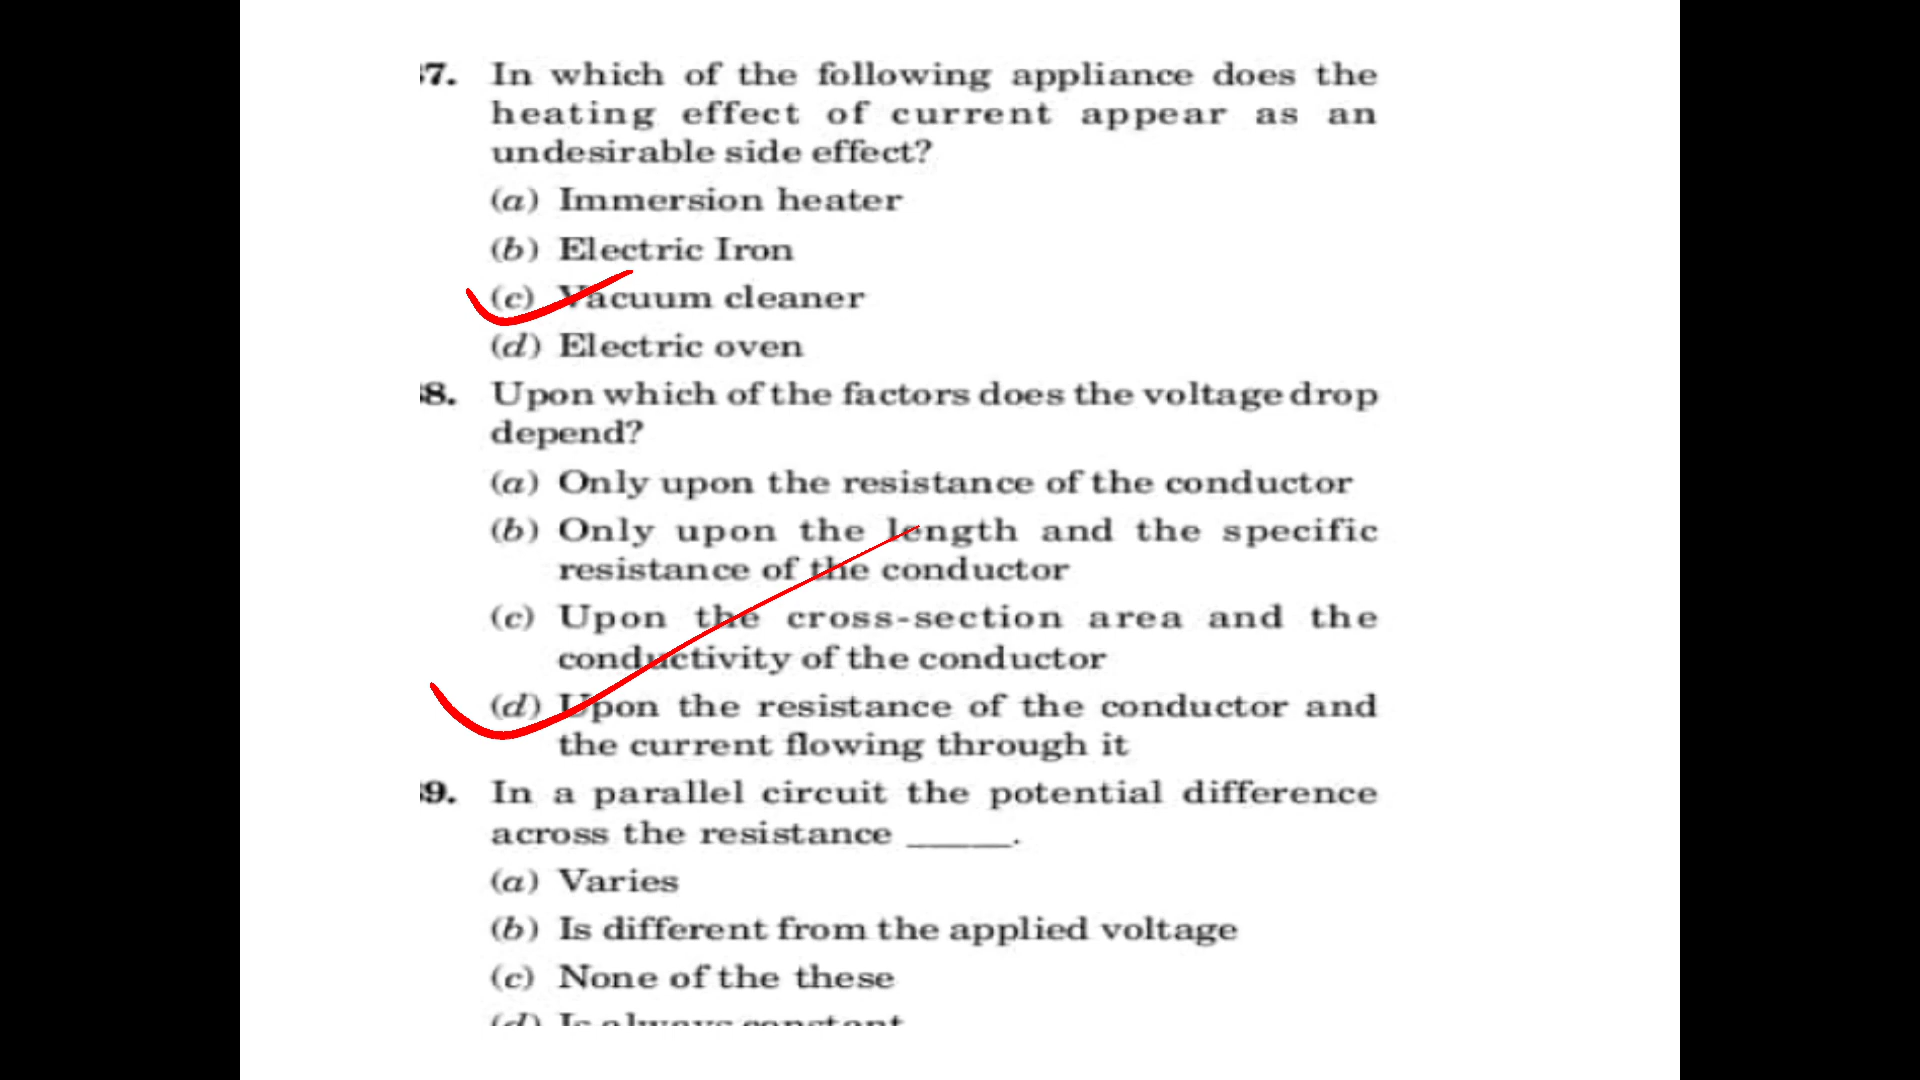 7. In which of the following appliance does the
heating effect of current appear as an
undesirable side effect?
(a) Immersion heater
(b) Electric Iron
(c) Vacuum cleaner
(d) Electric oven
8. Upon which of the factors does the voltage drop
depend?
(a) Only upon the resistance of the conductor
(b) Only upon the length and the specific
resistance of the conductor
(c) Upon the cross-section area and the
conductivity of the conductor
(d) Upon the resistance of the conductor and
the current flowing through it
9. In a parallel circuit the potential difference
across the resistance _____.
(a) Varies
(b) Is different from the applied voltage
(c) None of the these
(d) Is always constant